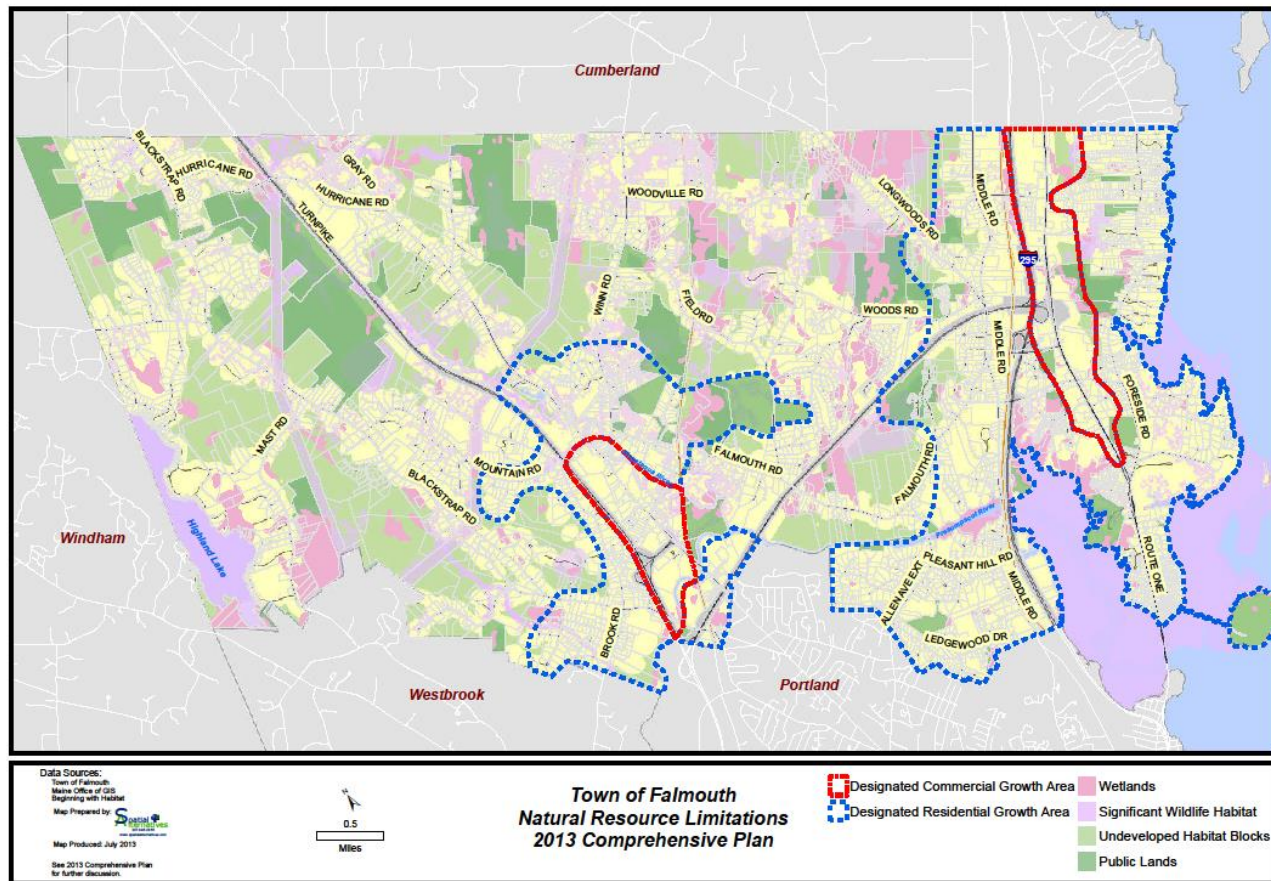 Cumberland
BLACKSTRAP RD
HURRICANE RD
GRAY RD
HURRICANE RD
TURNPIKE
WOODVILLE RD
LONGWOODS RD
MIDDLE RD
295
WINN RD
FIELD RD
WOODS RD
MIDDLE RD
FORESIDE RD
MAST RD
MOUNTAIN RD
BLACKSTRAP RD
FALMOUTH RD
FALMOUTH RD
Windham
Highland Lake
PLEASANT HILL RD
ALLEN AVE EXT
MIDDLE RD
ROUTE ONE
BROOK RD
LEDGEWOOD DR
Westbrook
Portland
Data Sources:
Town of Falmouth
Maine Office of GIS
Beginning with Habitat
Map Prepared by:
Spatial
Alternatives
Map Produced: July 2013
See 2013 Comprehensive Plan
for further discussion.
0.5
Miles
Town of Falmouth
Natural Resource Limitations
2013 Comprehensive Plan
Designated Commercial Growth Area
Designated Residential Growth Area
Wetlands
Significant Wildlife Habitat
Undeveloped Habitat Blocks
Public Lands